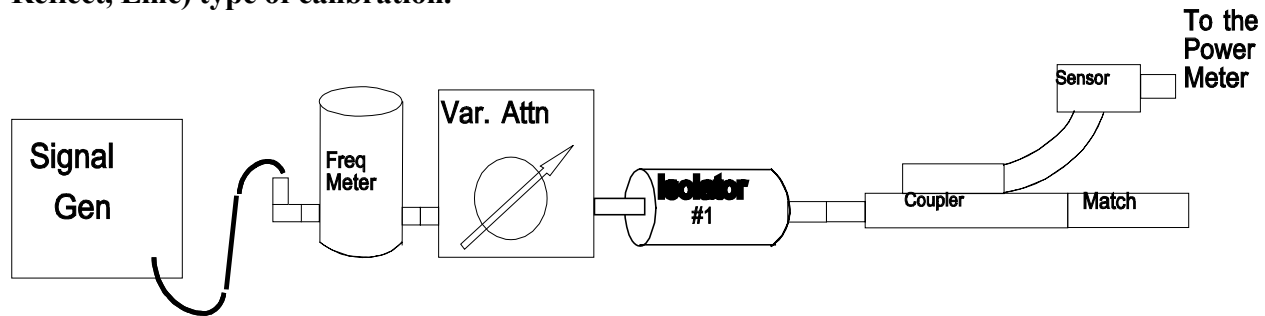 Reflect, Line) type of calibration.
To the
Power
Meter
Sensor
Var. Attn
Signal
Gen
Freq
Meter
Isolator
#1
Coupler
Match